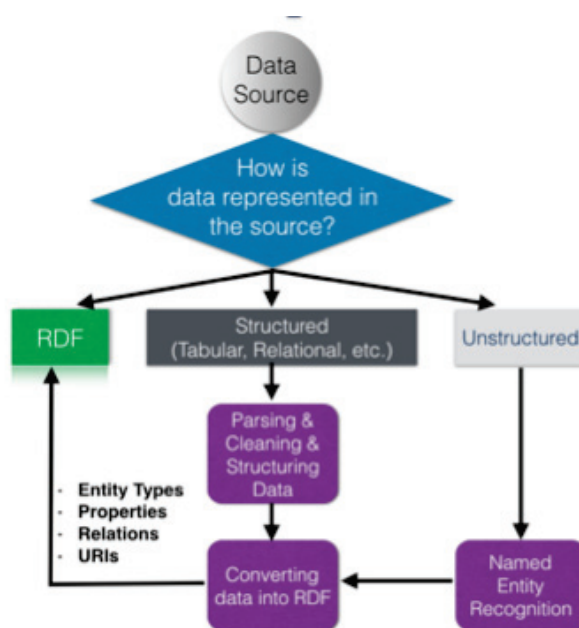 Data
Source
How is
data represented in
the source?
RDF
Structured
(Tabular, Relational, etc.)
Unstructured
Parsing &
Cleaning &
Structuring
Data
- Entity Types
- Properties
- Relations
- URIs
Converting
data into RDF
Named
Entity
Recognition